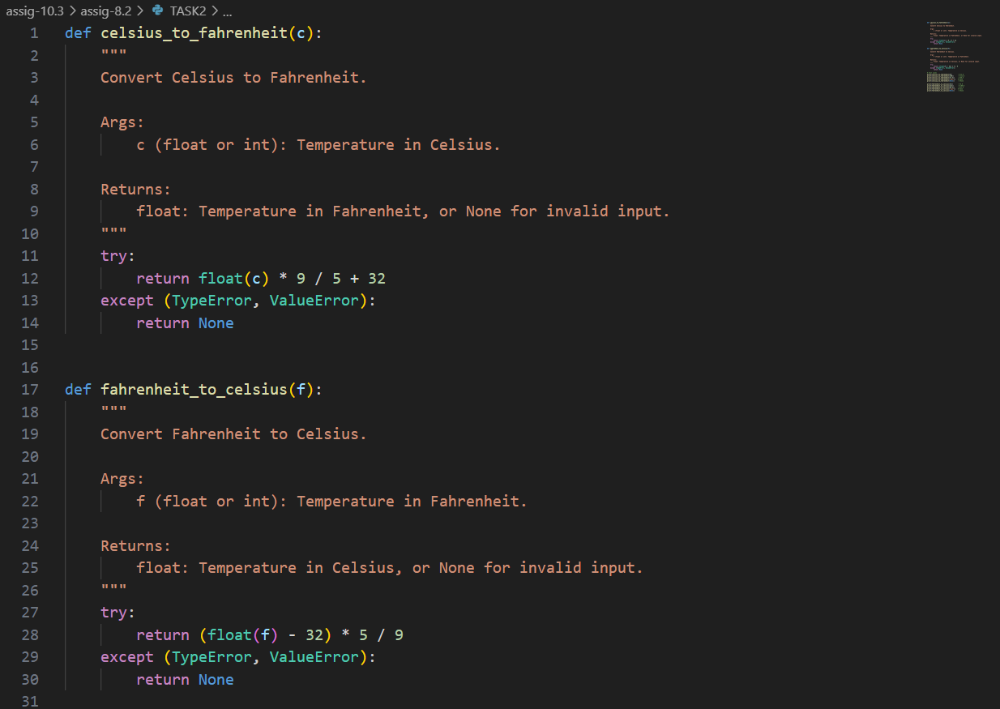 assig-10.3 > assig-8.2 > TASK2 > ...
1 def celsius_to_fahrenheit(c):
2     """
3     Convert Celsius to Fahrenheit.
4
5     Args:
6         c (float or int): Temperature in Celsius.
7
8     Returns:
9         float: Temperature in Fahrenheit, or None for invalid input.
10     """
11     try:
12         return float(c) * 9 / 5 + 32
13     except (TypeError, ValueError):
14         return None
15
16
17 def fahrenheit_to_celsius(f):
18     """
19     Convert Fahrenheit to Celsius.
20
21     Args:
22         f (float or int): Temperature in Fahrenheit.
23
24     Returns:
25         float: Temperature in Celsius, or None for invalid input.
26     """
27     try:
28         return (float(f) - 32) * 5 / 9
29     except (TypeError, ValueError):
30         return None
31